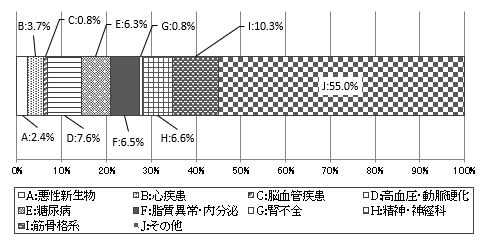 B:3.7%
C:0.8%
E:6.3%
G:0.8%
I:10.3%
J:55.0%
A:2.4%
D:7.6%
F:6.5%
H:6.6%
0% 10% 20% 30% 40% 50% 60% 70% 80% 90% 100%
A:悪性新生物 B:心疾患 C:脳血管疾患 D:高血圧・動脈硬化
E:糖尿病 F:脂質異常・内分泌 G:腎不全 H:精神・神経科
I:筋骨格系 J:その他